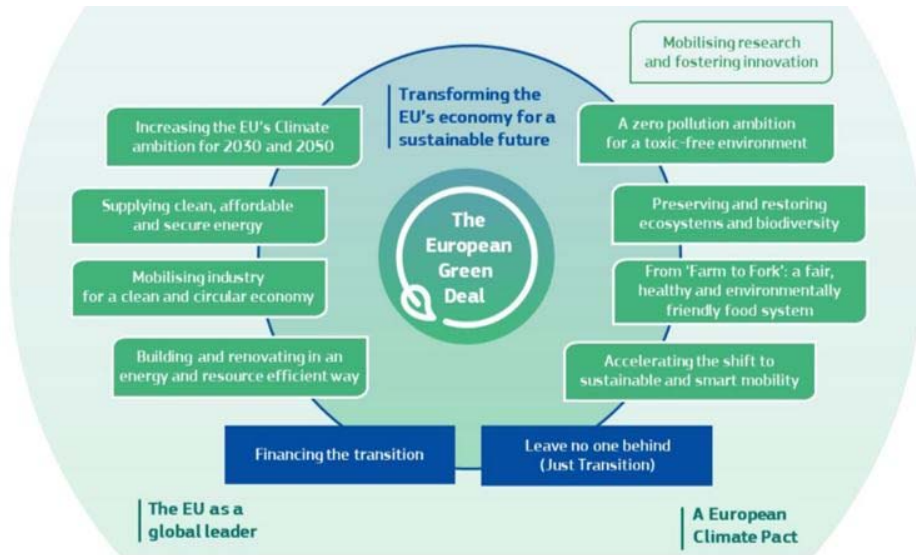 Mobilising research
and fostering innovation
Transforming the
EU's economy for a
sustainable future
Increasing the EU's Climate
ambition for 2030 and 2050
A zero pollution ambition
for a toxic-free environment
Supplying clean, affordable
and secure energy
Preserving and restoring
ecosystems and biodiversity
The
European
Green
Deal
Mobilising industry
for a clean and circular economy
From 'Farm to Fork': a fair,
healthy and environmentally
friendly food system
Building and renovating in an
energy and resource efficient way
Accelerating the shift to
sustainable and smart mobility
Financing the transition
Leave no one behind
(Just Transition)
The EU as a
global leader
A European
Climate Pact